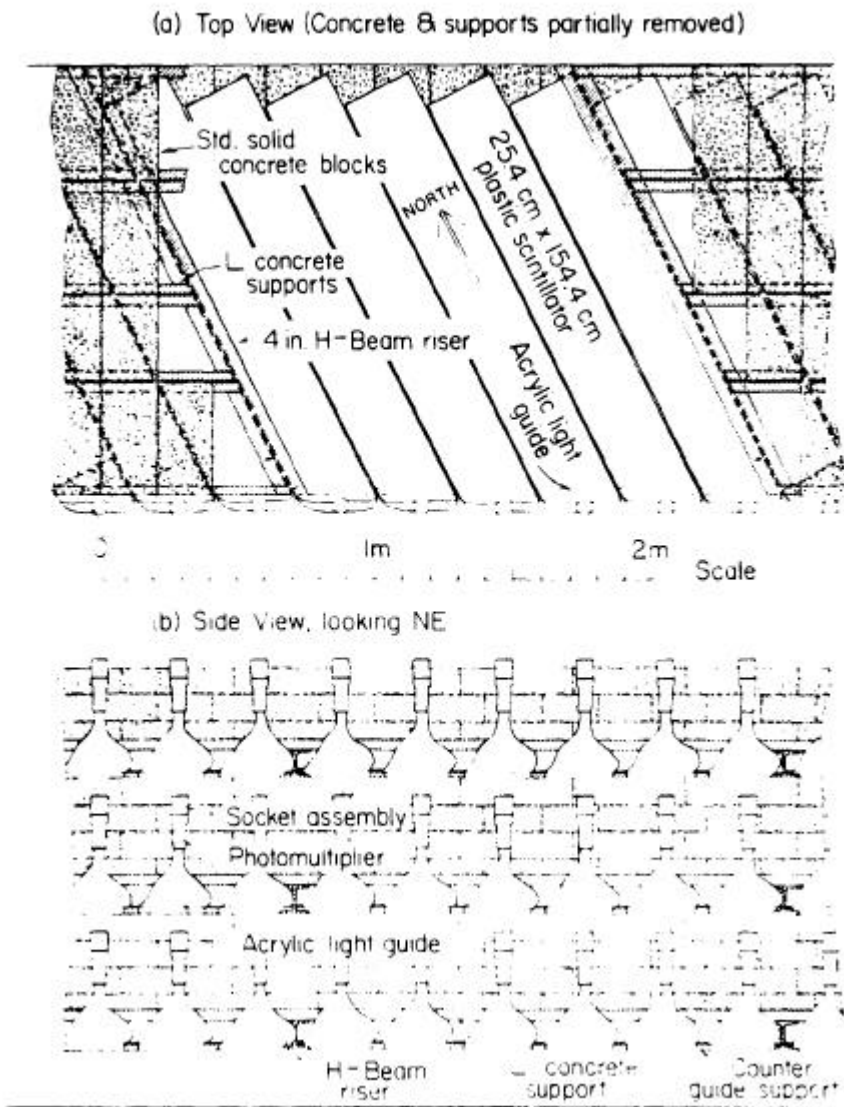 (a) Top View (Concrete & supports partially removed)
Std. solid
concrete blocks
NORTH
25.4 cm x 154.4 cm
plastic scintillator
L concrete
supports
4 in. H-Beam riser
Acrylic light
guide
1m
2m
Scale
(b) Side View, looking NE
Socket assembly
Photomultiplier
Acrylic light guide
H-Beam
riser
L concrete
support
Counter
guide support